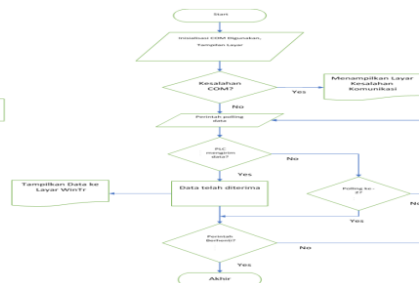 Start
Inisialisasi COM Digunakan,
Tampilan Layar
Kesalahan
COM?
Yes
Menampilkan Layar
Kesalahan
Komunikasi
No
Perintah polling
data
PLC
mengirim
data?
No
Yes
Tampilkan Data ke
Layar WinTr
Data telah diterima
Polling ke-
No
Yes
Perintah
Berhenti?
No
Yes
Akhir